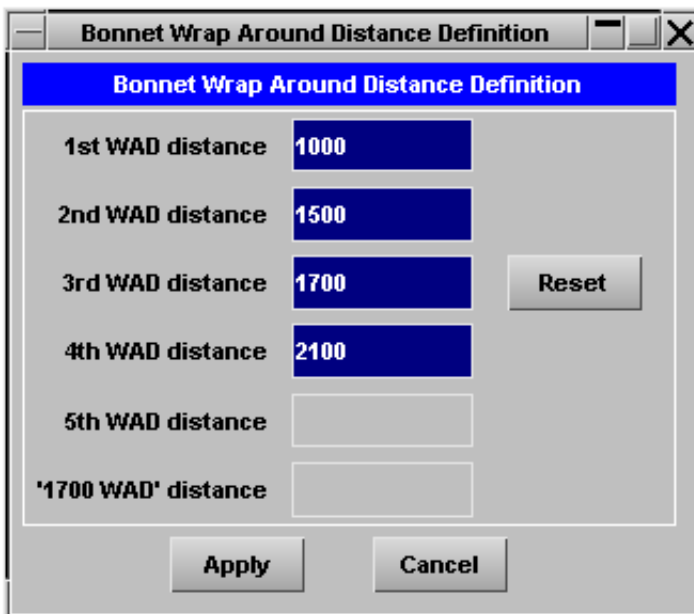 Bonnet Wrap Around Distance Definition
Bonnet Wrap Around Distance Definition
1st WAD distance 1000
2nd WAD distance 1500
3rd WAD distance 1700 Reset
4th WAD distance 2100
5th WAD distance
'1700 WAD' distance
Apply Cancel